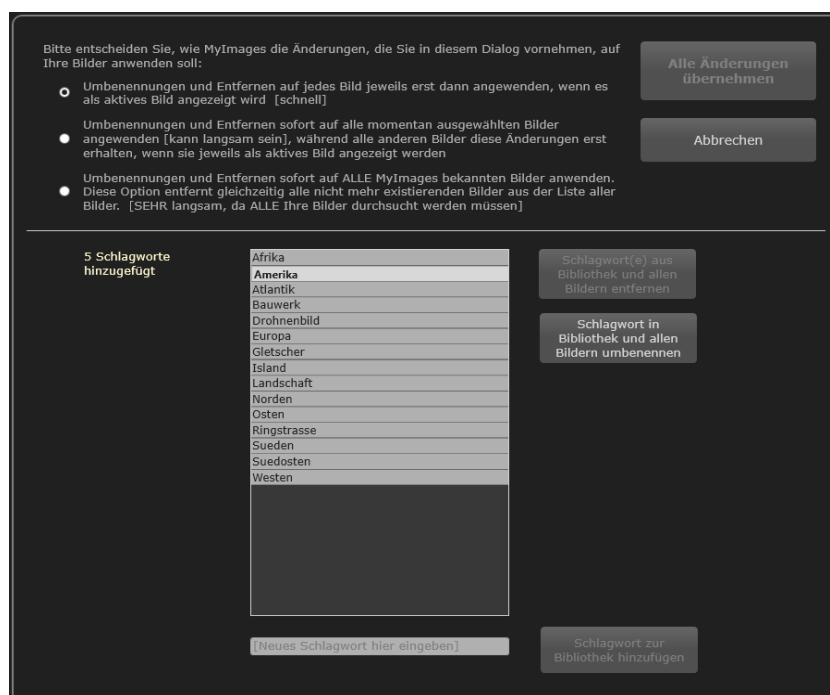 Bitte entscheiden Sie, wie MyImages die Änderungen, die Sie in diesem Dialog vornehmen, auf
Ihre Bilder anwenden soll:
Umbenennungen und Entfernen auf jedes Bild jeweils erst dann angewenden, wenn es
als aktives Bild angezeigt wird [schnell]
Umbenennungen und Entfernen sofort auf alle momentan ausgewählten Bilder
angewenden [kann langsam sein], während alle anderen Bilder diese Änderungen erst
erhalten, wenn sie jeweils als aktives Bild angezeigt werden
Umbenennungen und Entfernen sofort auf ALLE MyImages bekannten Bilder anwenden.
Diese Option entfernt gleichzeitig alle nicht mehr existierenden Bilder aus der Liste aller
Bilder. [SEHR langsam, da ALLE Ihre Bilder durchsucht werden müssen]
Alle Änderungen
übernehmen
Abbrechen
5 Schlagworte
hinzugefügt
Afrika
Amerika
Atlantik
Bauwerk
Drohnenbild
Europa
Gletscher
Island
Landschaft
Norden
Osten
Ringstrasse
Sueden
Suedosten
Westen
Schlagwort(e) aus
Bibliothek und allen
Bildern entfernen
Schlagwort in
Bibliothek und allen
Bildern umbenennen
[Neues Schlagwort hier eingeben]
Schlagwort zur
Bibliothek hinzufügen